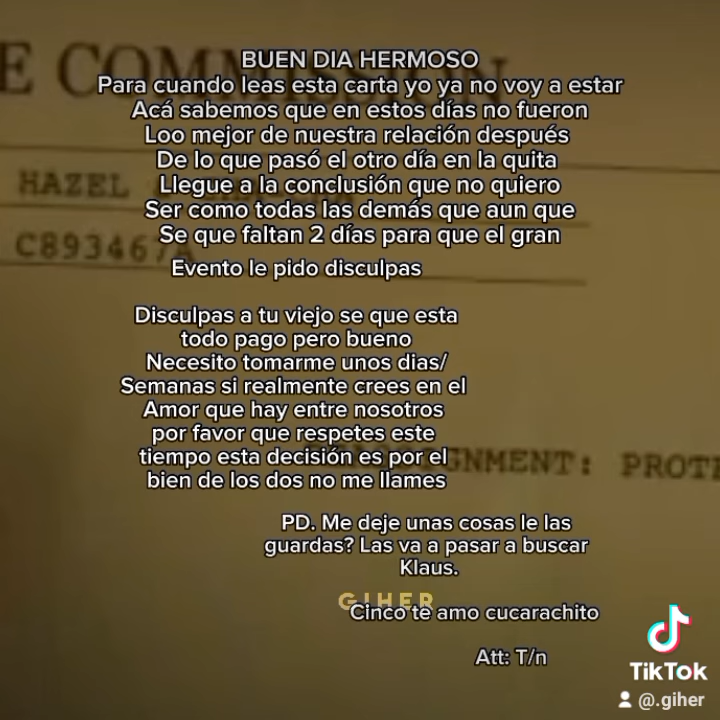 BUEN DIA HERMOSO
E COMMISSION
Para cuando leas esta carta yo ya no voy a estar
Acá sabemos que en estos días no fueron
Loo mejor de nuestra relación después
De lo que pasó el otro día en la quita
HAZEL
Llegue a la conclusión que no quiero
Ser como todas las demás que aun que
Se que faltan 2 días para que el gran
C893467A
Evento le pido disculpas
Disculpas a tu viejo se que esta
todo pago pero bueno
Necesito tomarme unos dias/
Semanas si realmente crees en el
Amor que hay entre nosotros
por favor que respetes este
tiempo esta decisión es por el
GNMENT: PROTE
bien de los dos no me llames
PD. Me deje unas cosas le las
guardas? Las va a pasar a buscar
Klaus.
GIHER
Cinco te amo cucarachito
Att: T/n
TikTok
@.giher